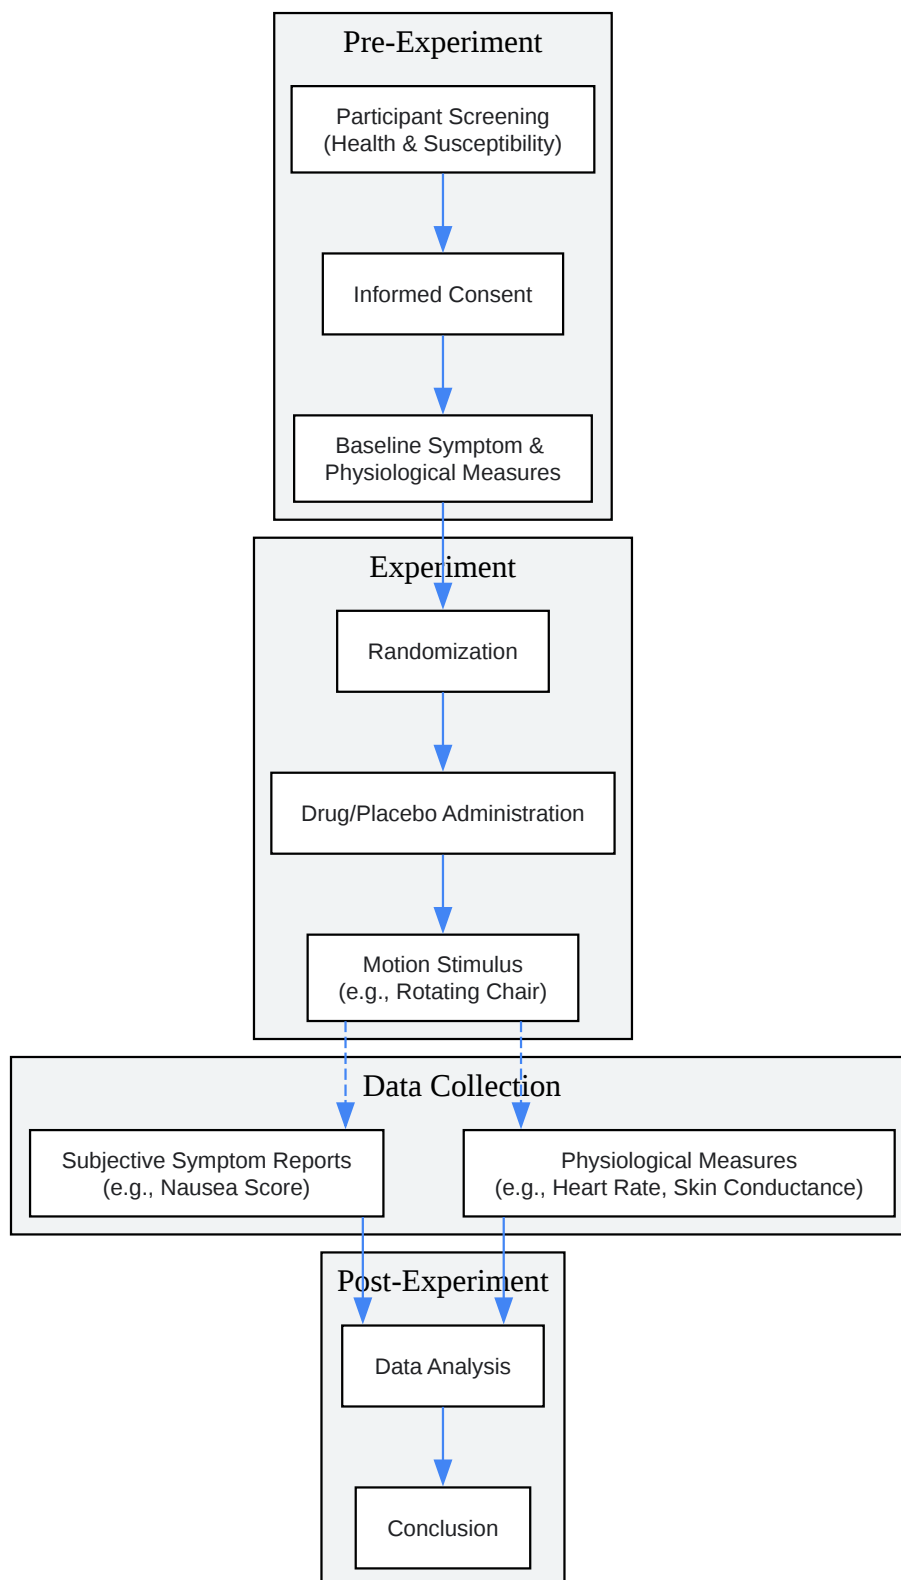 Pre-Experiment
Participant Screening
(Health & Susceptibility)
Informed Consent
Baseline Symptom &
Physiological Measures
Experiment
Randomization
Drug/Placebo Administration
Motion Stimulus
(e.g., Rotating Chair)
Data Collection
Subjective Symptom Reports
(e.g., Nausea Score)
Physiological Measures
(e.g., Heart Rate, Skin Conductance)
Post-Experiment
Data Analysis
Conclusion